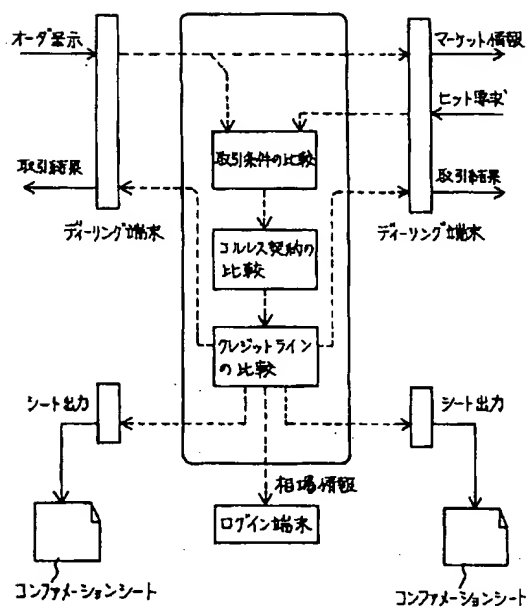 オーダ呈示
マーケット情報
ヒット要求
取引条件の比較
取引結果
取引結果
ディーリング端末
ディーリング端末
コルレス契約の
比較
クレジットライン
の比較
シート出力
シート出力
相場情報
ログイン端末
コンファメーションシート
コンファメーションシート